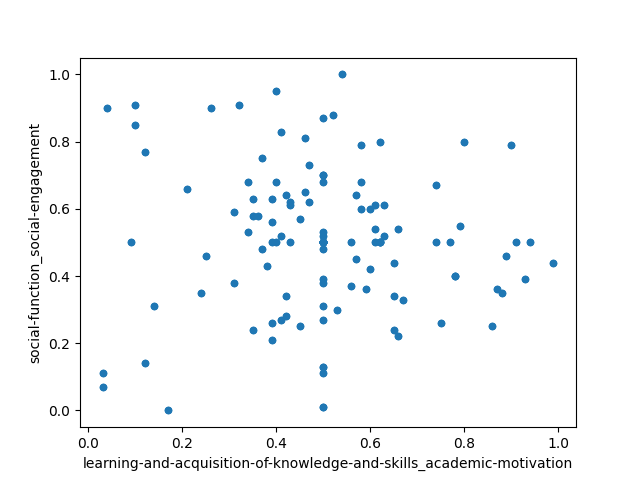 1.0
0.8
0.6
0.4
0.2
0.0
social-function_social-engagement
0.0 0.2 0.4 0.6 0.8 1.0
learning-and-acquisition-of-knowledge-and-skills_academic-motivation